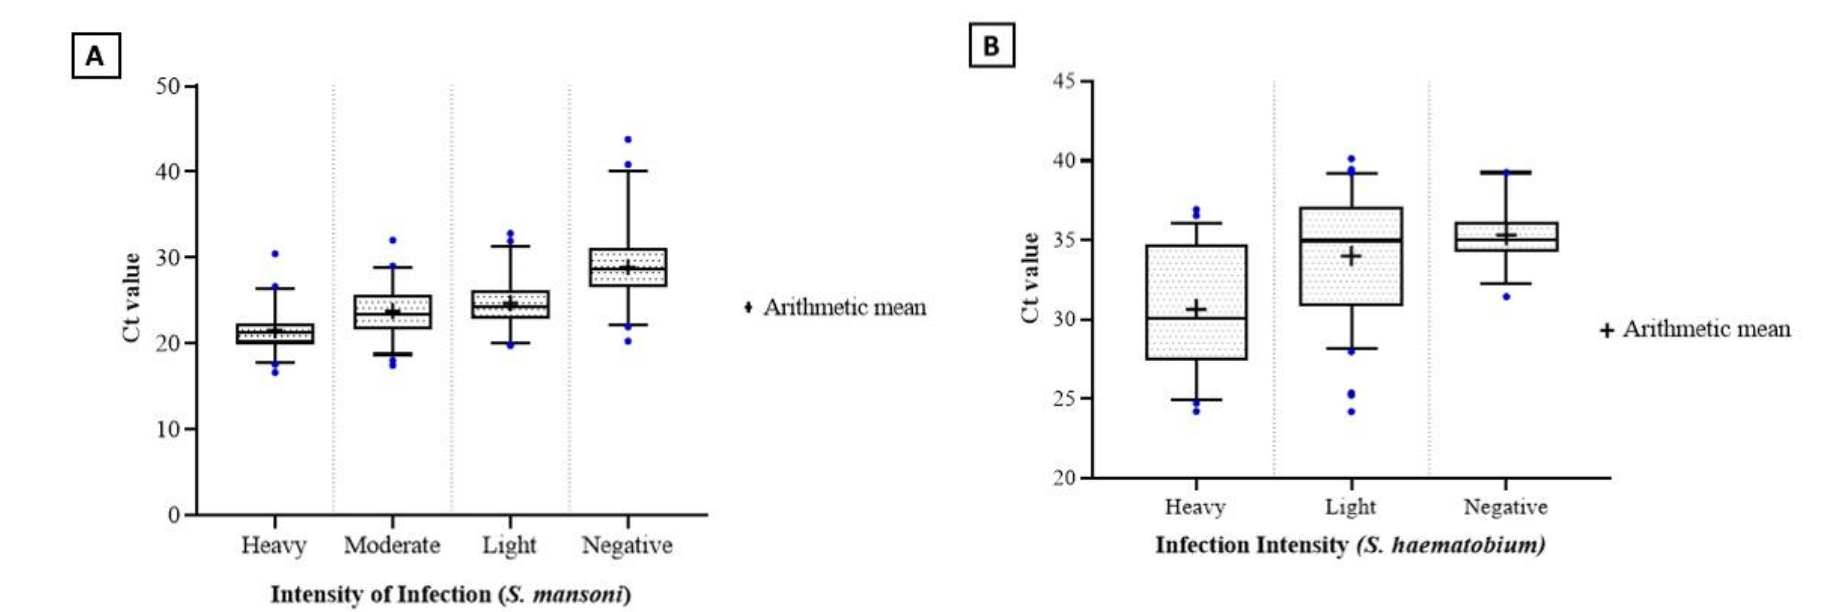 A
50
40
30
20
10
0
Ct value
Heavy Moderate Light Negative
Intensity of Infection (S. mansoni)
Arithmetic mean
B
45
40
35
30
25
20
Ct value
Heavy Light Negative
Infection Intensity (S. haematobium)
Arithmetic mean